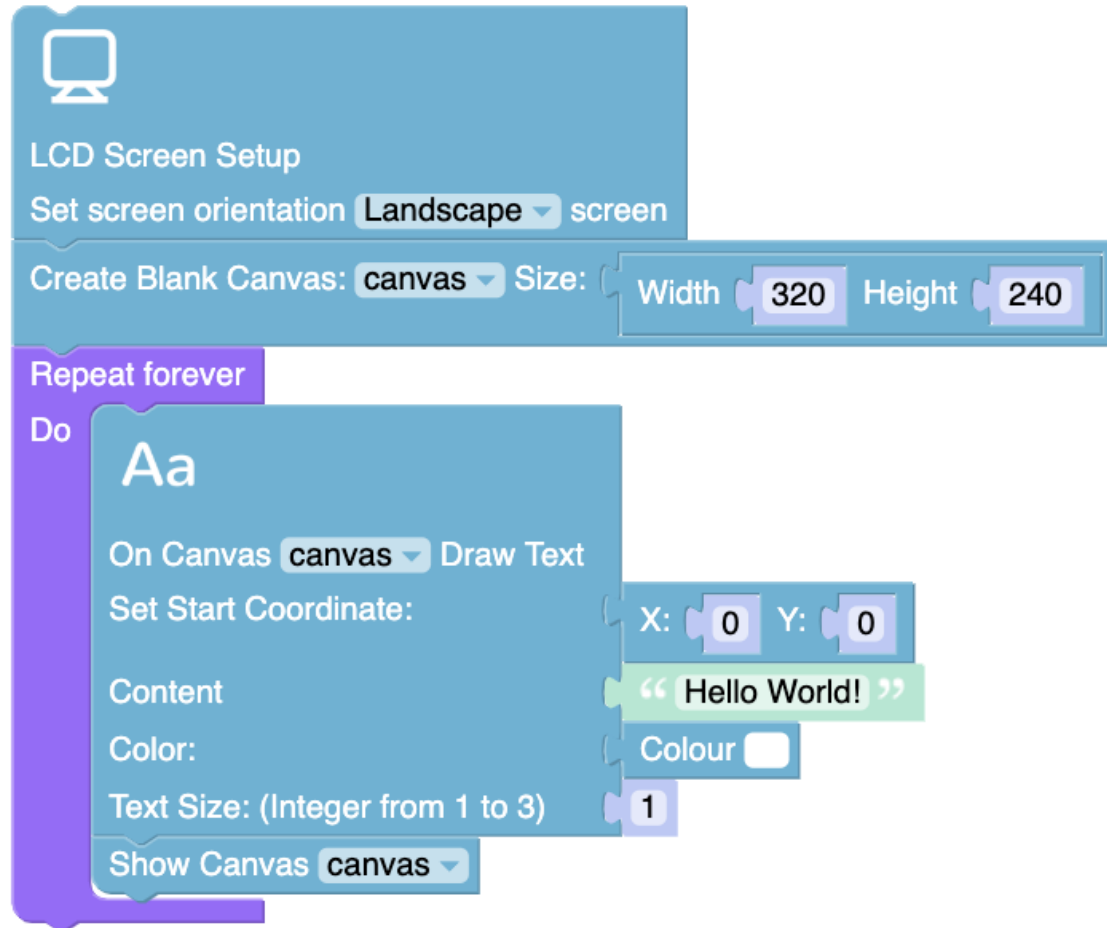 LCD Screen Setup
Set screen orientation Landscape screen
Create Blank Canvas: canvas Size: Width 320 Height 240
Repeat forever
Do
Aa
On Canvas canvas Draw Text
Set Start Coordinate: X: 0 Y: 0
Content “ Hello World! ”
Color: Colour
Text Size: (Integer from 1 to 3) 1
Show Canvas canvas